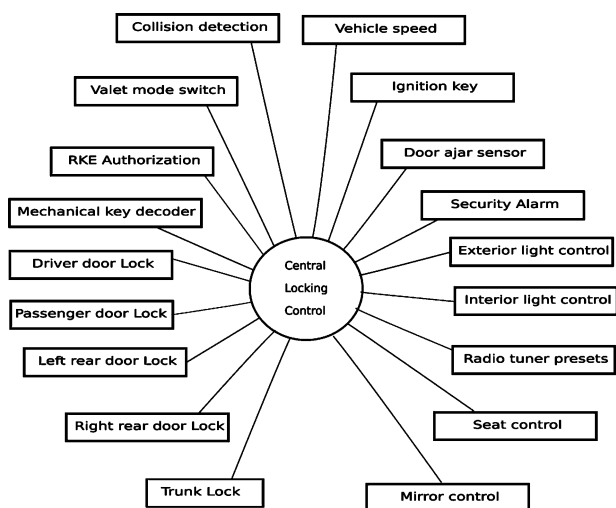 Collision detection
Vehicle speed
Valet mode switch
Ignition key
RKE Authorization
Door ajar sensor
Mechanical key decoder
Security Alarm
Driver door Lock
Exterior light control
Central
Locking
Control
Passenger door Lock
Interior light control
Left rear door Lock
Radio tuner presets
Right rear door Lock
Seat control
Trunk Lock
Mirror control